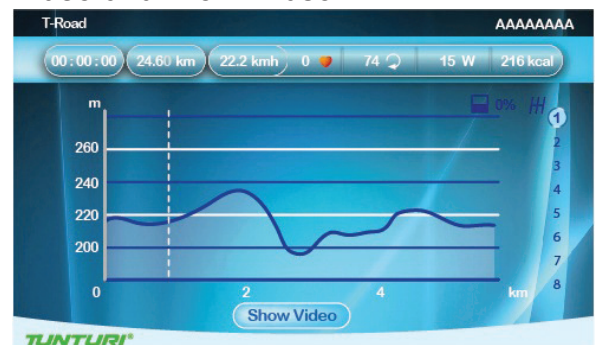 T-Road AAAAAAAA
00:00:00 24.60 km 22.2 kmh 0 74 15 W 216 kcal
m 0% 1
2
260 3
240 4
220 5
6
200 7
0 2 4 km 8
Show Video
TUNTURI®